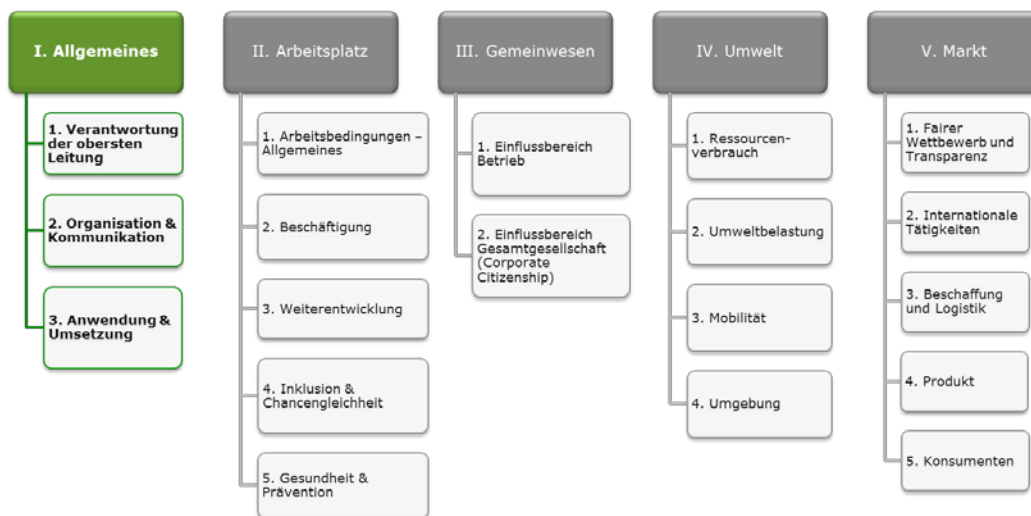 I. Allgemeines
1. Verantwortung
der obersten
Leitung
2. Organisation &
Kommunikation
3. Anwendung &
Umsetzung
II. Arbeitsplatz
1. Arbeitsbedingungen –
Allgemeines
2. Beschäftigung
3. Weiterentwicklung
4. Inklusion &
Chancengleichheit
5. Gesundheit &
Prävention
III. Gemeinwesen
1. Einflussbereich
Betrieb
2. Einflussbereich
Gesamtgesellschaft
(Corporate
Citizenship)
IV. Umwelt
1. Ressourcen-
verbrauch
2. Umweltbelastung
3. Mobilität
4. Umgebung
V. Markt
1. Fairer
Wettbewerb und
Transparenz
2. Internationale
Tätigkeiten
3. Beschaffung
und Logistik
4. Produkt
5. Konsumenten